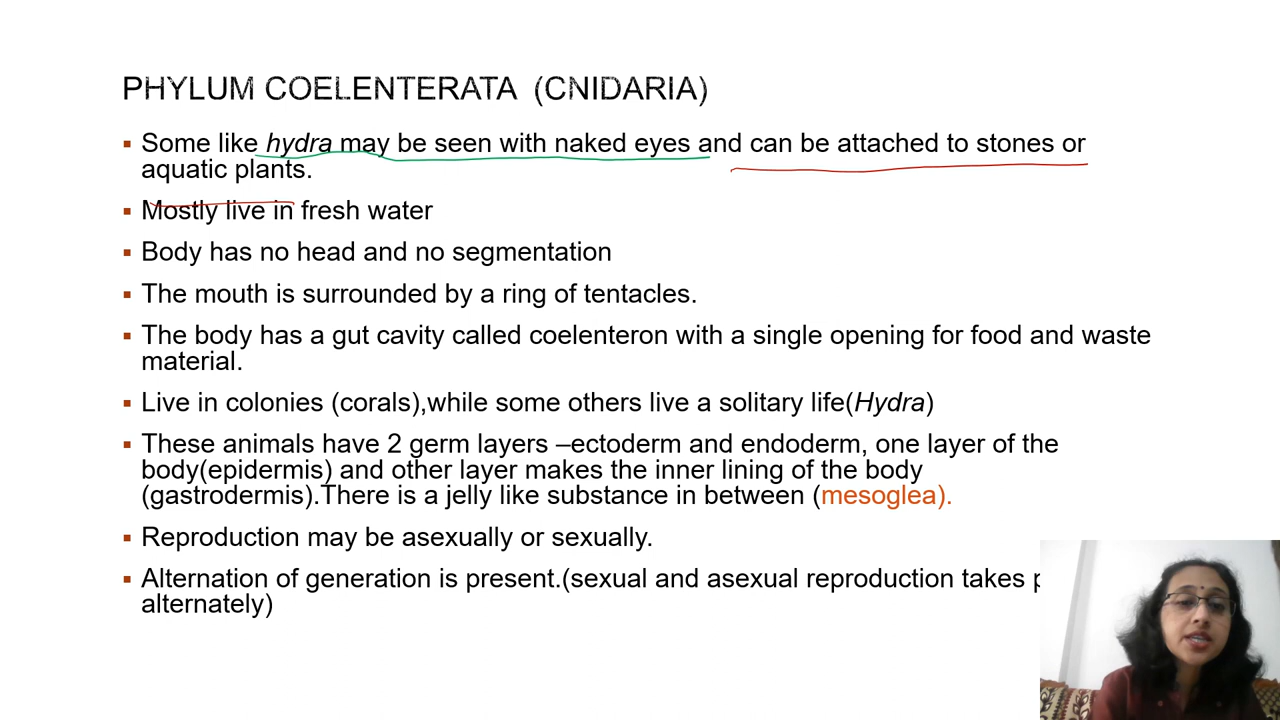 PHYLUM COELENTERATA (CNIDARIA)
▪ Some like hydra may be seen with naked eyes and can be attached to stones or
aquatic plants.
▪ Mostly live in fresh water
▪ Body has no head and no segmentation
▪ The mouth is surrounded by a ring of tentacles.
▪ The body has a gut cavity called coelenteron with a single opening for food and waste
material.
▪ Live in colonies (corals),while some others live a solitary life(Hydra)
▪ These animals have 2 germ layers –ectoderm and endoderm, one layer of the
body(epidermis) and other layer makes the inner lining of the body
(gastrodermis).There is a jelly like substance in between (mesoglea).
▪ Reproduction may be asexually or sexually.
▪ Alternation of generation is present.(sexual and asexual reproduction takes
alternately)